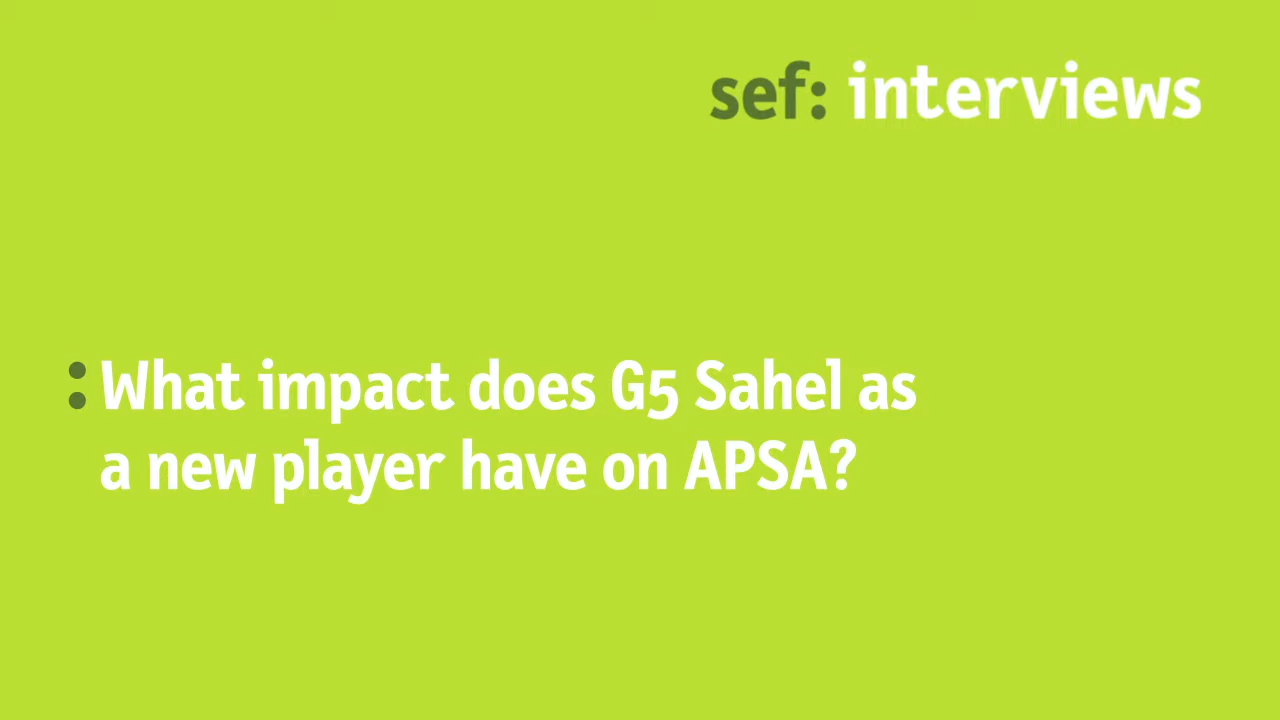 sef: interviews
: What impact does G5 Sahel as
a new player have on APSA?